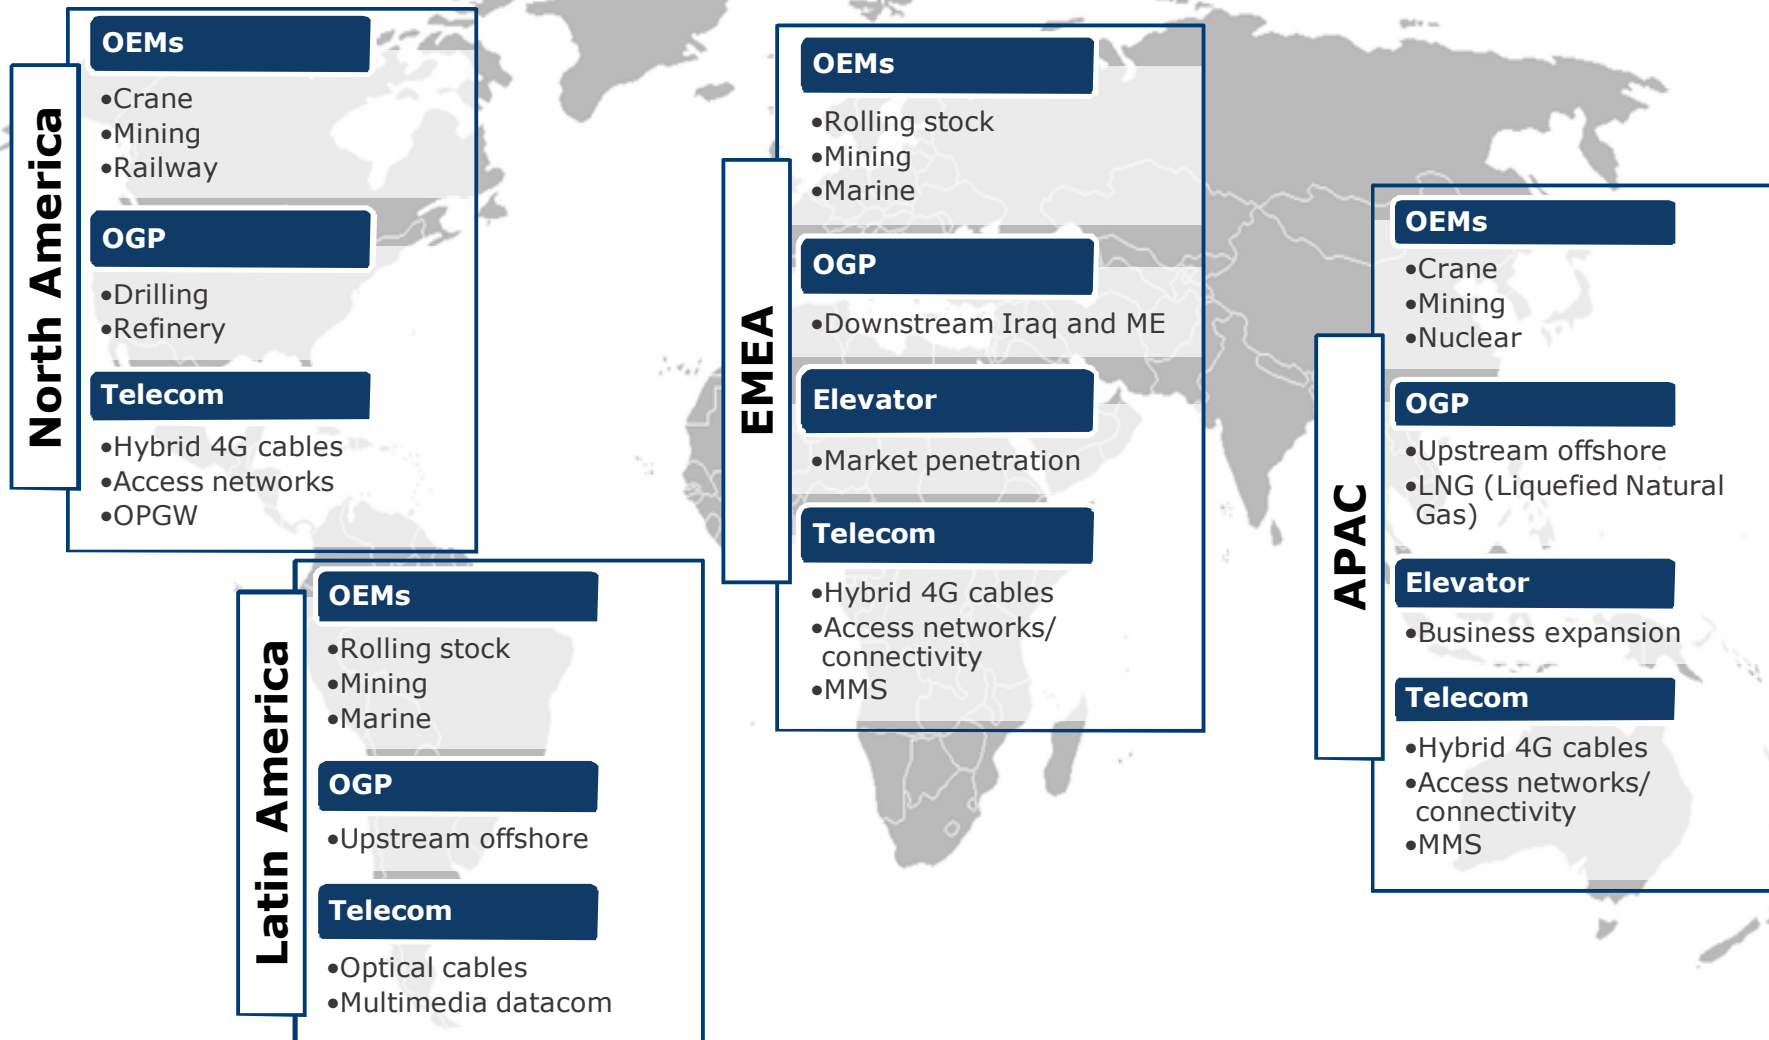 North America
OEMs
•Crane
•Mining
•Railway
OGP
•Drilling
•Refinery
Telecom
•Hybrid 4G cables
•Access networks
•OPGW
Latin America
OEMs
•Rolling stock
•Mining
•Marine
OGP
•Upstream offshore
Telecom
•Optical cables
•Multimedia datacom
EMEA
OEMs
•Rolling stock
•Mining
•Marine
OGP
•Downstream Iraq and ME
Elevator
•Market penetration
Telecom
•Hybrid 4G cables
•Access networks/
connectivity
•MMS
APAC
OEMs
•Crane
•Mining
•Nuclear
OGP
•Upstream offshore
•LNG (Liquefied Natural
Gas)
Elevator
•Business expansion
Telecom
•Hybrid 4G cables
•Access networks/
connectivity
•MMS